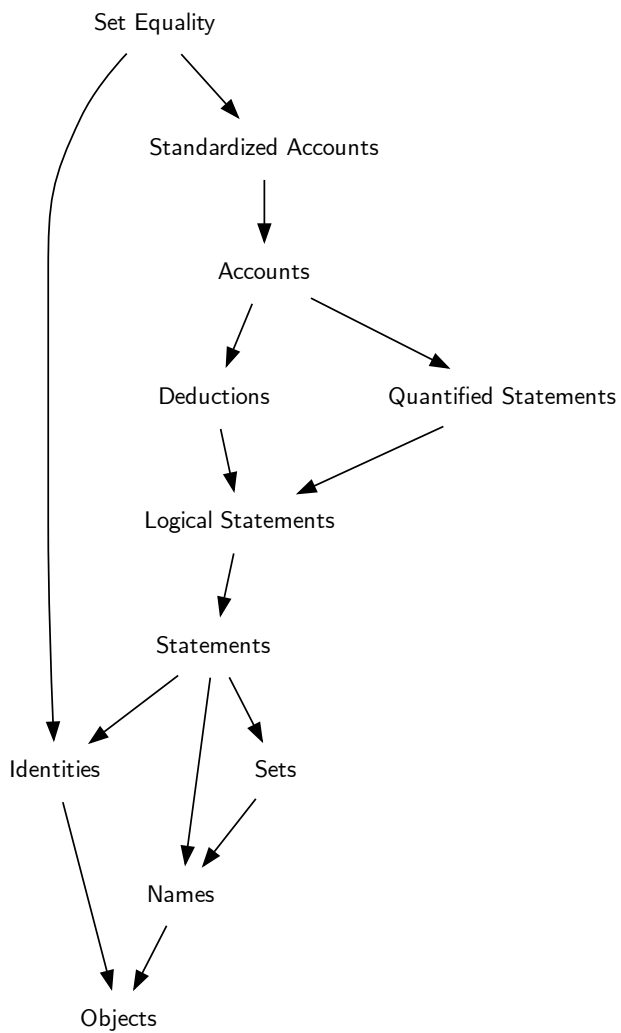 Set Equality
Standardized Accounts
Accounts
Deductions
Quantified Statements
Logical Statements
Statements
Identities
Sets
Names
Objects